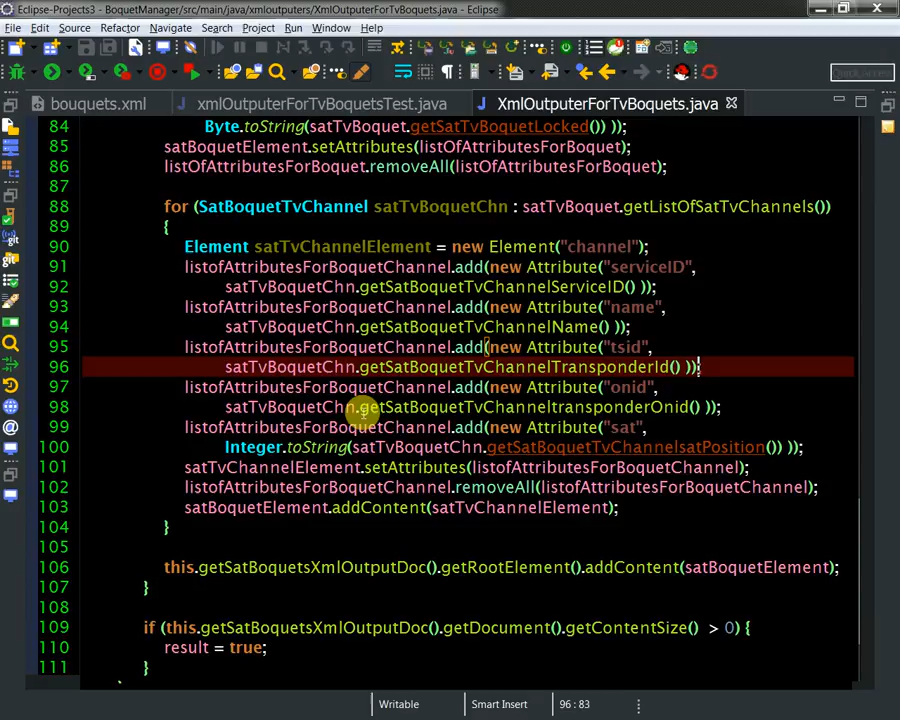 Eclipse-Projects3 - BoquetManager/src/main/java/xmloutputers/XmlOutputerForTvBoquets.java - Eclipse
File Edit Source Refactor Navigate Search Project Run Window Help
Quick Access
bouquets.xml xmlOutputerForTvBoquetsTest.java XmlOutputerForTvBoquets.java
84 Byte.toString(satTvBoquet.getSatTvBoquetLocked()) ));
85 satBoquetElement.setAttributes(listOfAttributesForBoquet);
86 listOfAttributesForBoquet.removeAll(listOfAttributesForBoquet);
87
88 for (SatBoquetTvChannel satTvBoquetChn : satTvBoquet.getListOfSatTvChannels())
89 {
90 Element satTvChannelElement = new Element("channel");
91 listofAttributesForBoquetChannel.add(new Attribute("serviceID",
92 satTvBoquetChn.getSatBoquetTvChannelServiceID() ));
93 listofAttributesForBoquetChannel.add(new Attribute("name",
94 satTvBoquetChn.getSatBoquetTvChannelName() ));
95 listofAttributesForBoquetChannel.add(new Attribute("tsid",
96 satTvBoquetChn.getSatBoquetTvChannelTransponderId() ));
97 listofAttributesForBoquetChannel.add(new Attribute("onid",
98 satTvBoquetChn.getSatBoquetTvChanneltransponderOnid() ));
99 listofAttributesForBoquetChannel.add(new Attribute("sat",
100 Integer.toString(satTvBoquetChn.getSatBoquetTvChannelsatPosition()) ));
101 satTvChannelElement.setAttributes(listofAttributesForBoquetChannel);
102 listofAttributesForBoquetChannel.removeAll(listofAttributesForBoquetChannel);
103 satBoquetElement.addContent(satTvChannelElement);
104 }
105
106 this.getSatBoquetsXmlOutputDoc().getRootElement().addContent(satBoquetElement);
107 }
108
109 if (this.getSatBoquetsXmlOutputDoc().getDocument().getContentSize() > 0) {
110 result = true;
111 }
Writable Smart Insert 96 : 83